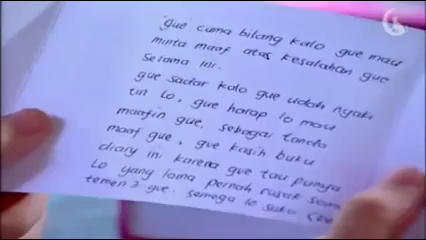 "gue" cuma bilang kalo gue mau
minta maaf atas kesalahan gue
selama ini.
gue sadar kalo gue udah nyaki
tin lo, gue harap lo mau
maafin gue, sebagai tanda
maaf gue, gue kasih buku
diary ini karena gue tau punya
lo yang lama pernah rusak sama
temen2 gue. semega lo suka